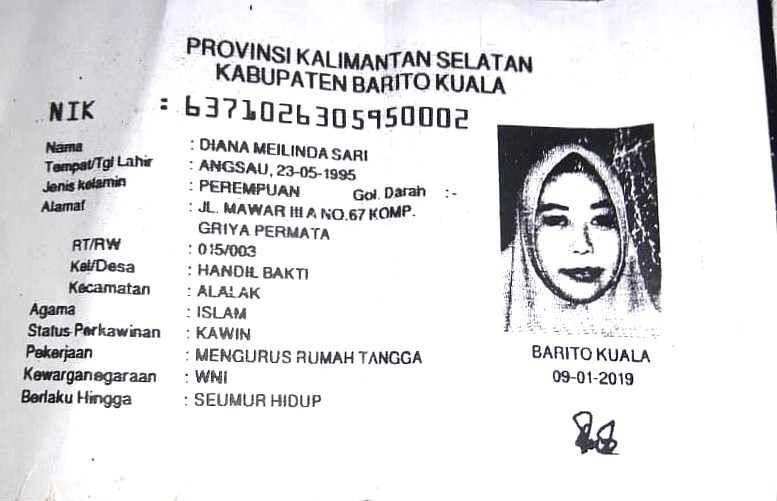 PROVINSI KALIMANTAN SELATAN
KABUPATEN BARITO KUALA
NIK : 6371026305950002
Nama : DIANA MEILINDA SARI
Tempat/Tgl Lahir : ANGSAU, 23-05-1995
Jenis kelamin : PEREMPUAN Gol. Darah :-
Alamat : JL. MAWAR III A NO.67 KOMP.
GRIYA PERMATA
RT/RW : 015/003
Kel/Desa : HANDIL BAKTI
Kecamatan : ALALAK
Agama : ISLAM
Status Perkawinan : KAWIN
Pekerjaan : MENGURUS RUMAH TANGGA
Kewarganegaraan : WNI
Berlaku Hingga : SEUMUR HIDUP
BARITO KUALA
09-01-2019